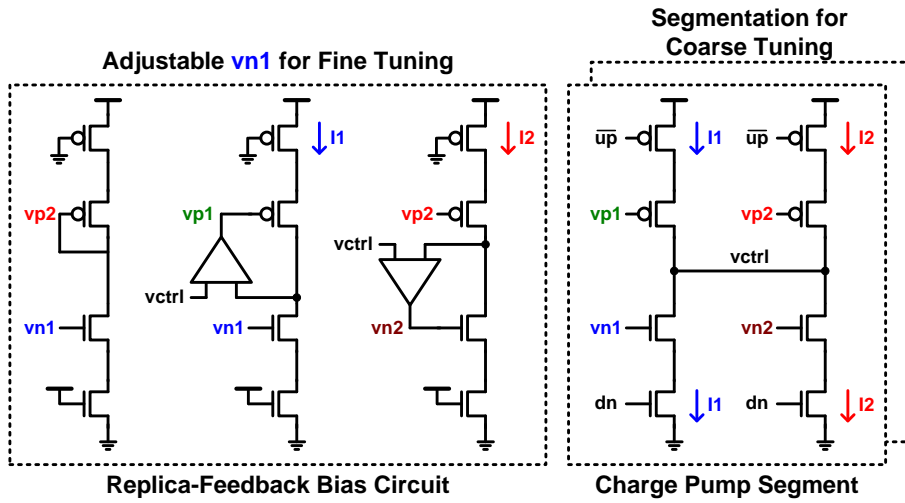 Segmentation for
Coarse Tuning
Adjustable vn1 for Fine Tuning
I1
I2
up
I1
up
I2
vp2
vp1
vp2
vp1
vp2
vctrl
vctrl
vctrl
vn1
vn1
vn2
vn1
vn2
dn
I1
dn
I2
Replica-Feedback Bias Circuit
Charge Pump Segment